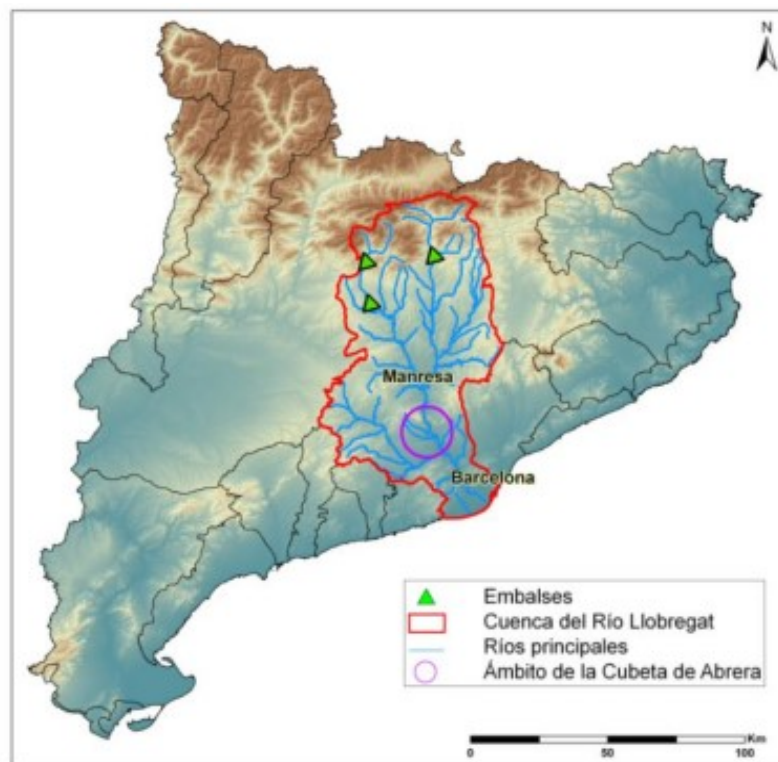 N
Manresa
Barcelona
Embalses
Cuenca del Río Llobregat
Ríos principales
Ámbito de la Cubeta de Abrera
Km
0 50 100